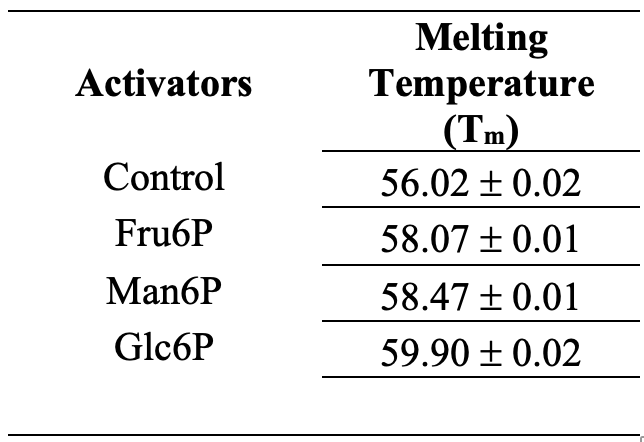 Activators
Melting
Temperature
(Tm)
Control 56.02 ± 0.02
Fru6P 58.07 ± 0.01
Man6P 58.47 ± 0.01
Glc6P 59.90 ± 0.02